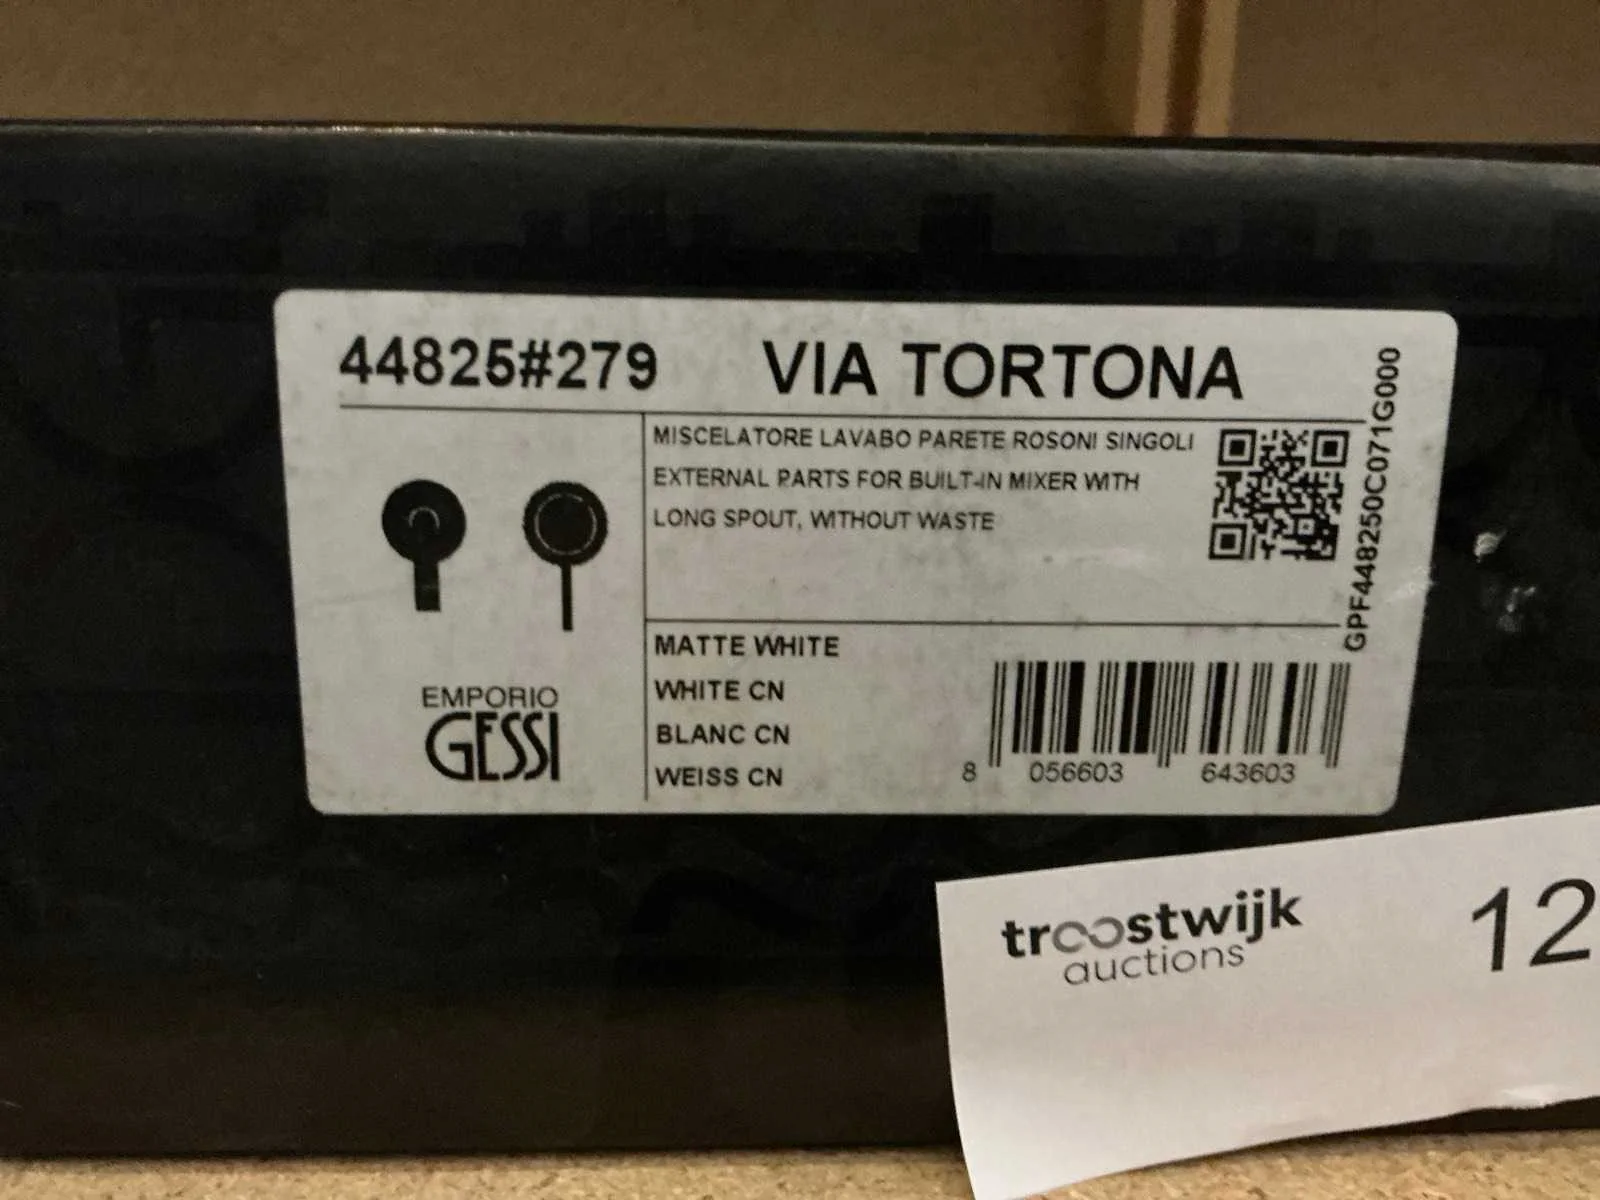 44825#279 VIA TORTONA
MISCELATORE LAVABO PARETE ROSONI SINGOLI
EXTERNAL PARTS FOR BUILT-IN MIXER WITH
LONG SPOUT, WITHOUT WASTE
GPF448250C071G000
MATTE WHITE
WHITE CN
BLANC CN
WEISS CN
EMPORIO
GESSI
8 056603 643603
troostwijk
auctions
12